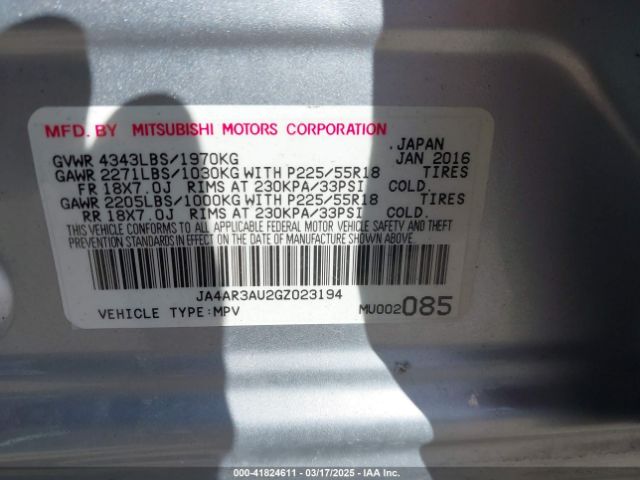 MFD. BY MITSUBISHI MOTORS CORPORATION
. JAPAN
GVWR 4343LBS/1970KG JAN 2016
GAWR 2271LBS/1030KG WITH P225/55R18 TIRES
FR 18X7.0J RIMS AT 230KPA/33PSI COLD.
GAWR 2205LBS/1000KG WITH P225/55R18 TIRES
RR 18X7.0J RIMS AT 230KPA/33PSI COLD.
THIS VEHICLE CONFORMS TO ALL APPLICABLE FEDERAL MOTOR VEHICLE SAFETY AND THEFT
PREVENTION STANDARDS IN EFFECT ON THE DATE OF MANUFACTURE SHOWN ABOVE.
JA4AR3AU2GZ023194
VEHICLE TYPE:MPV MU002 085
000-41824611 - 03/17/2025 - IAA Inc.